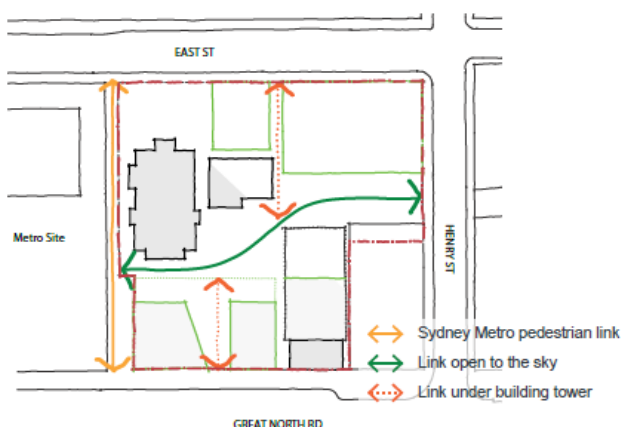 EAST ST
Metro Site
HENRY ST
Sydney Metro pedestrian link
Link open to the sky
Link under building tower
GREAT NORTH RD